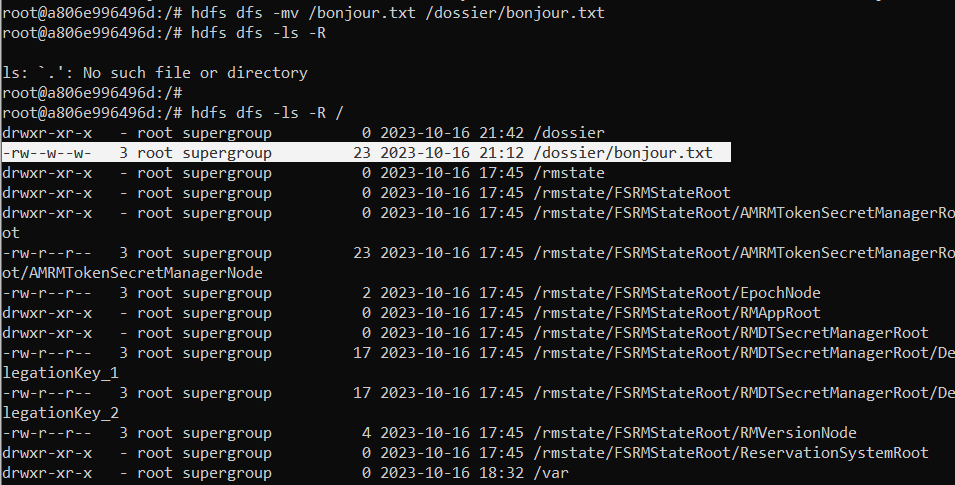 root@a806e996496d:/# hdfs dfs -mv /bonjour.txt /dossier/bonjour.txt
root@a806e996496d:/# hdfs dfs -ls -R
ls: `.': No such file or directory
root@a806e996496d:/#
root@a806e996496d:/# hdfs dfs -ls -R /
drwxr-xr-x   - root supergroup          0 2023-10-16 21:42 /dossier
-rw--w--w-   3 root supergroup         23 2023-10-16 21:12 /dossier/bonjour.txt
drwxr-xr-x   - root supergroup          0 2023-10-16 17:45 /rmstate
drwxr-xr-x   - root supergroup          0 2023-10-16 17:45 /rmstate/FSRMStateRoot
drwxr-xr-x   - root supergroup          0 2023-10-16 17:45 /rmstate/FSRMStateRoot/AMRMTokenSecretManagerRo
ot
-rw-r--r--   3 root supergroup         23 2023-10-16 17:45 /rmstate/FSRMStateRoot/AMRMTokenSecretManagerRo
ot/AMRMTokenSecretManagerNode
-rw-r--r--   3 root supergroup          2 2023-10-16 17:45 /rmstate/FSRMStateRoot/EpochNode
drwxr-xr-x   - root supergroup          0 2023-10-16 17:45 /rmstate/FSRMStateRoot/RMAppRoot
drwxr-xr-x   - root supergroup          0 2023-10-16 17:45 /rmstate/FSRMStateRoot/RMDTSecretManagerRoot
-rw-r--r--   3 root supergroup         17 2023-10-16 17:45 /rmstate/FSRMStateRoot/RMDTSecretManagerRoot/De
legationKey_1
-rw-r--r--   3 root supergroup         17 2023-10-16 17:45 /rmstate/FSRMStateRoot/RMDTSecretManagerRoot/De
legationKey_2
-rw-r--r--   3 root supergroup          4 2023-10-16 17:45 /rmstate/FSRMStateRoot/RMVersionNode
drwxr-xr-x   - root supergroup          0 2023-10-16 17:45 /rmstate/FSRMStateRoot/ReservationSystemRoot
drwxr-xr-x   - root supergroup          0 2023-10-16 18:32 /var